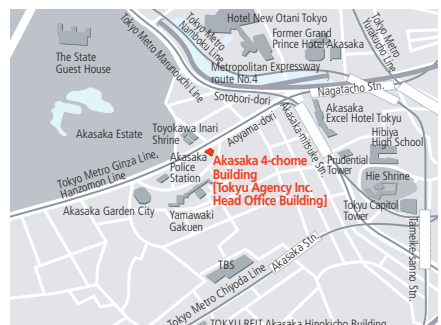 Hotel New Otani Tokyo
Tokyo Metro
Namboku Line
Former Grand
Prince Hotel Akasaka
Tokyo Metro
Yurakucho Line
The State
Guest House
Tokyo Metro Marunouchi Line
Metropolitan Expressway
route No.4
Nagatacho Stn.
Sotobori-dori
Akasaka
Excel Hotel Tokyu
Akasaka Estate
Toyokawa Inari
Shrine
Aoyama-dori
Akasaka-mitsuke Stn.
Hibiya
High School
Tokyo Metro Ginza Line,
Hanzomon Line
Akasaka
Police
Station
Akasaka 4-chome
Building
[Tokyu Agency Inc.
Head Office Building]
Prudential
Tower
Hie Shrine
Akasaka Garden City
Yamawaki
Gakuen
Tokyu Capitol
Tower
Tameike-sanno Stn.
Akasaka Stn.
TBS
Tokyo Metro Chiyoda Line
TOKYU REIT Akasaka Hinokicho Building